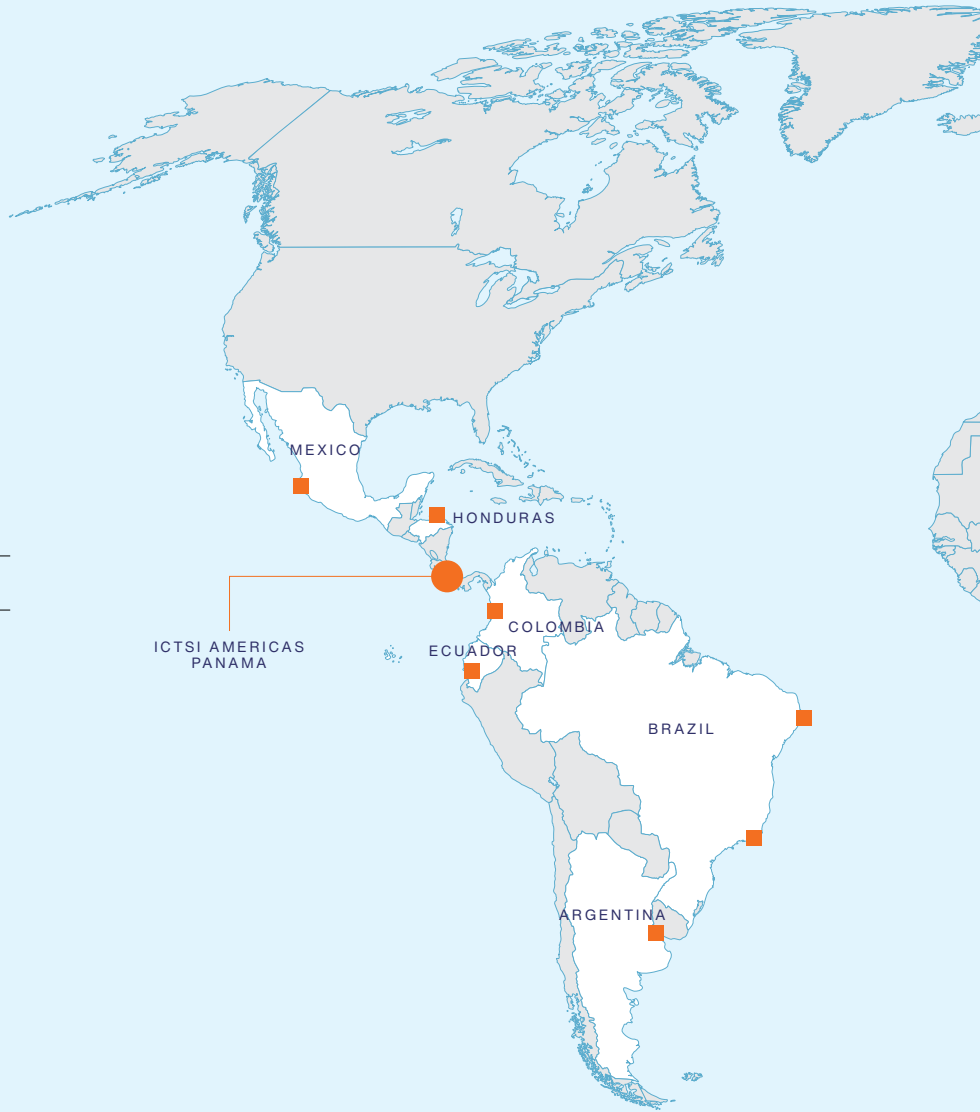 MEXICO
HONDURAS
ICTSI AMERICAS
PANAMA
COLOMBIA
ECUADOR
BRAZIL
ARGENTINA